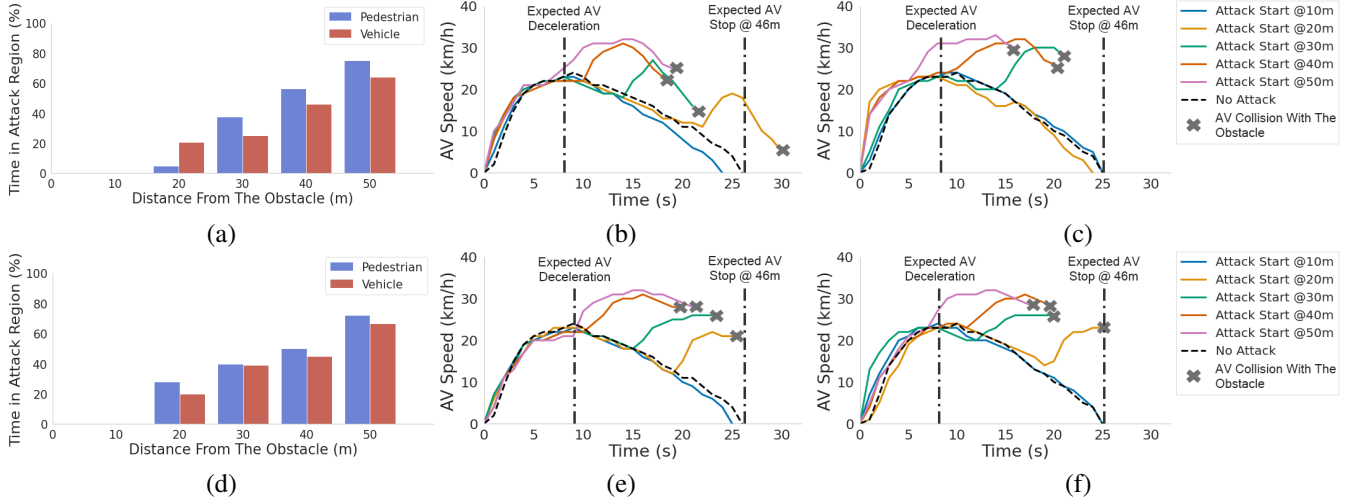 Time in Attack Region (%)
100
75
60
40
20
0
Pedestrian
Vehicle
10
20
30
40
50
Distance From The Obstacle (m)
(a)
AV Speed (km/h)
40
30
20
10
0
Expected AV
Deceleration
Expected AV
Stop @ 46m
0
5
10
15
20
25
30
Time (s)
(b)
AV Speed (km/h)
40
30
20
10
0
Expected AV
Deceleration
Expected AV
Stop @ 46m
0
5
10
15
20
25
30
Time (s)
(c)
Attack Start @10m
Attack Start @20m
Attack Start @30m
Attack Start @40m
Attack Start @50m
No Attack
AV Collision With The
Obstacle
Time in Attack Region (%)
100
80
60
40
20
0
Pedestrian
Vehicle
10
20
30
40
50
Distance From The Obstacle (m)
(d)
AV Speed (km/h)
40
30
20
10
0
Expected AV
Deceleration
Expected AV
Stop @ 46m
0
5
10
15
20
25
30
Time (s)
(e)
AV Speed (km/h)
40
30
20
10
0
Expected AV
Deceleration
Expected AV
Stop @ 46m
0
5
10
15
20
25
30
Time (s)
(f)
Attack Start @10m
Attack Start @20m
Attack Start @30m
Attack Start @40m
Attack Start @50m
No Attack
AV Collision With The
Obstacle